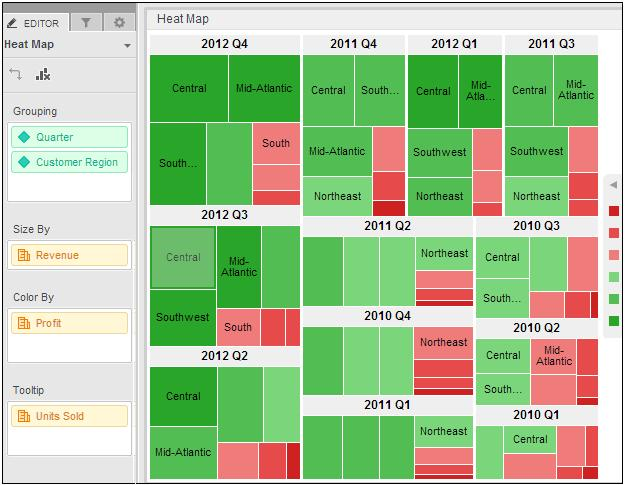 EDITOR
Heat Map
Grouping
Quarter
Customer Region
Size By
Revenue
Color By
Profit
Tooltip
Units Sold
Heat Map
2012 Q4
Central
Mid-Atlantic
South...
South
2012 Q3
Central
Mid-Atlantic
Southwest
South
2012 Q2
Central
Mid-Atlantic
2011 Q4
Central
South...
Mid-Atlantic
Northeast
2012 Q1
Central
Mid-Atla...
Southwest
Northeast
2011 Q3
Central
Mid-Atlantic
Southwest
Northeast
2011 Q2
Northeast
2010 Q4
Northeast
2011 Q1
Northeast
2010 Q3
Central
South...
2010 Q2
Central
Mid-Atlantic
South...
2010 Q1
Central